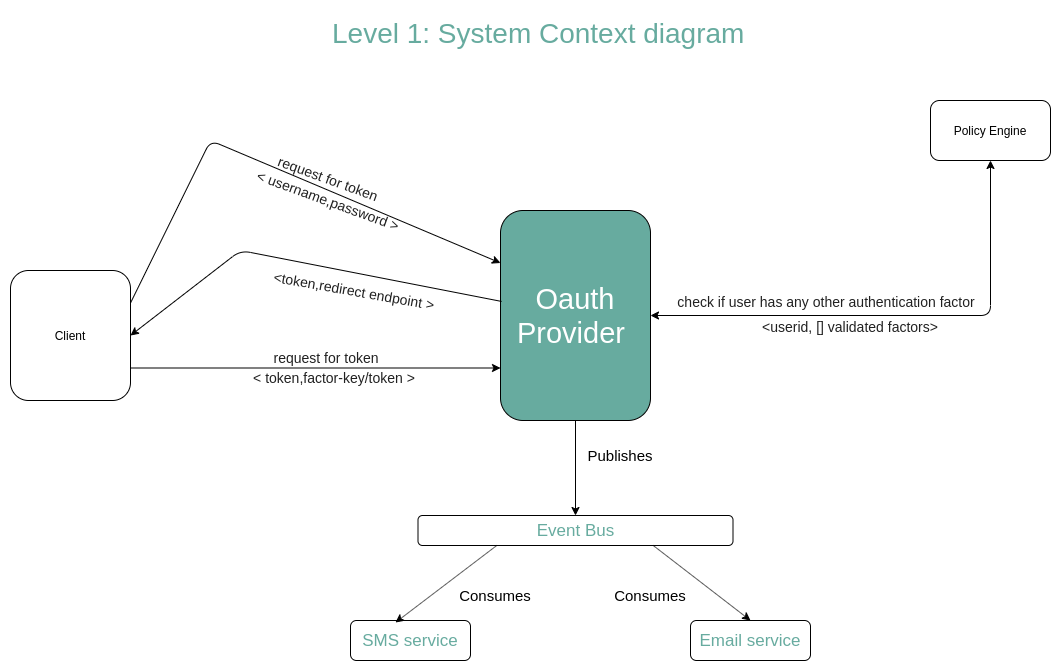 Level 1: System Context diagram
Policy Engine
request for token
< username,password >
<token,redirect endpoint >
Oauth
Provider
check if user has any other authentication factor
<userid, [] validated factors>
Client
request for token
< token,factor-key/token >
Publishes
Event Bus
Consumes
Consumes
SMS service
Email service